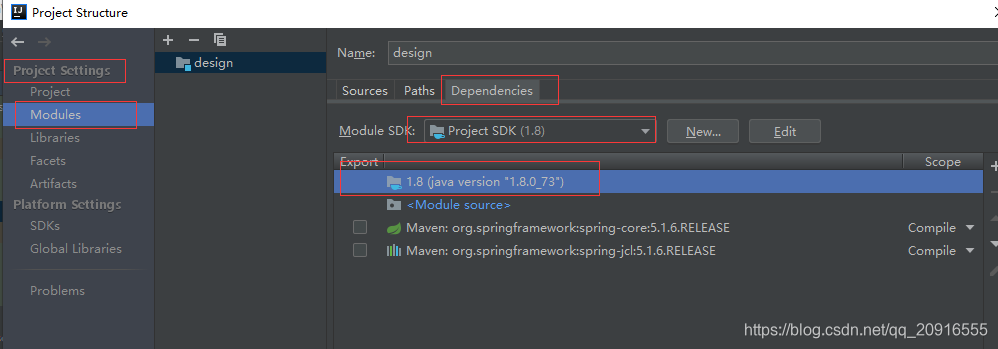 Project Structure
Project Settings
Project
Modules
Libraries
Facets
Artifacts
Platform Settings
SDKs
Global Libraries
Problems
design
Name: design
Sources Paths Dependencies
Module SDK: Project SDK (1.8) New... Edit
Export Scope
1.8 (java version "1.8.0_73")
<Module source>
Maven: org.springframework:spring-core:5.1.6.RELEASE Compile
Maven: org.springframework:spring-jcl:5.1.6.RELEASE Compile
https://blog.csdn.net/qq_20916555